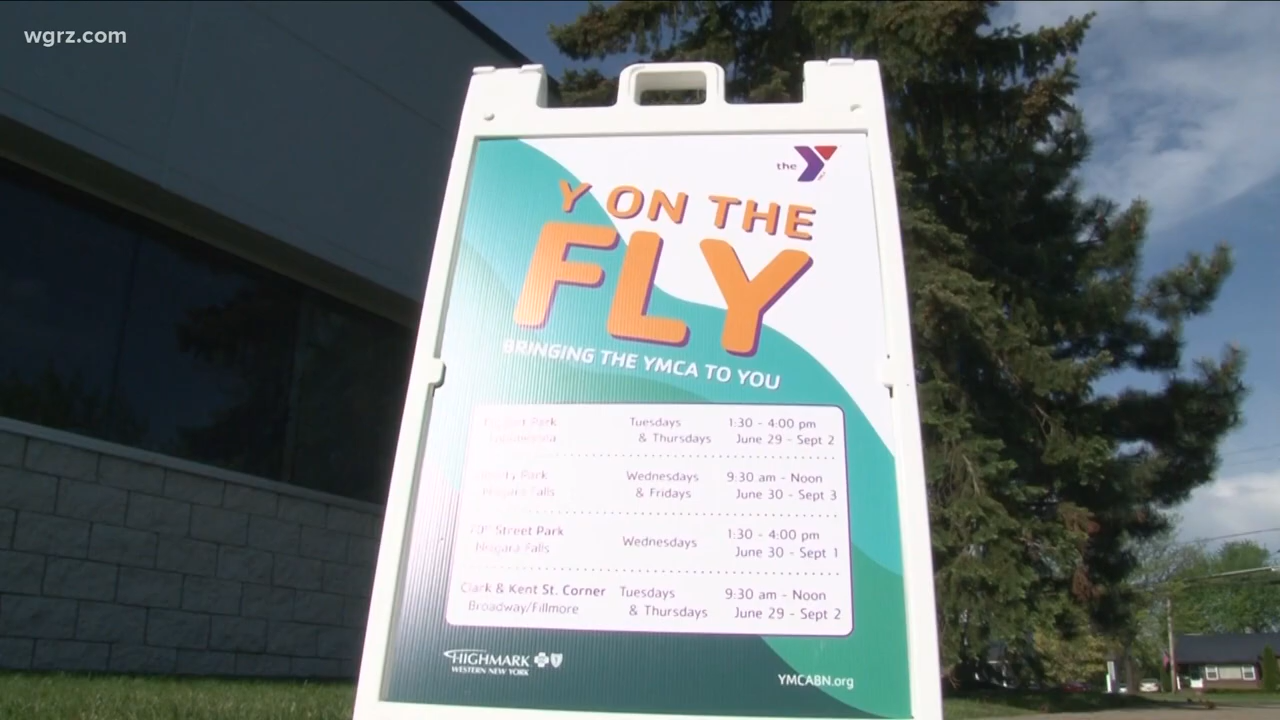 wgrz.com
the Y
Y ON THE
FLY
BRINGING THE YMCA TO YOU
Park Tuesdays 1:30 - 4:00 pm
& Thursdays June 29 - Sept 2
Park Wednesdays 9:30 am - Noon
Niagara Falls & Fridays June 30 - Sept 3
Street Park Wednesdays 1:30 - 4:00 pm
Niagara Falls June 30 - Sept 1
Clark & Kent St. Corner Tuesdays 9:30 am - Noon
Broadway/Fillmore & Thursdays June 29 - Sept 2
HIGHMARK
WESTERN NEW YORK
YMCABN.org